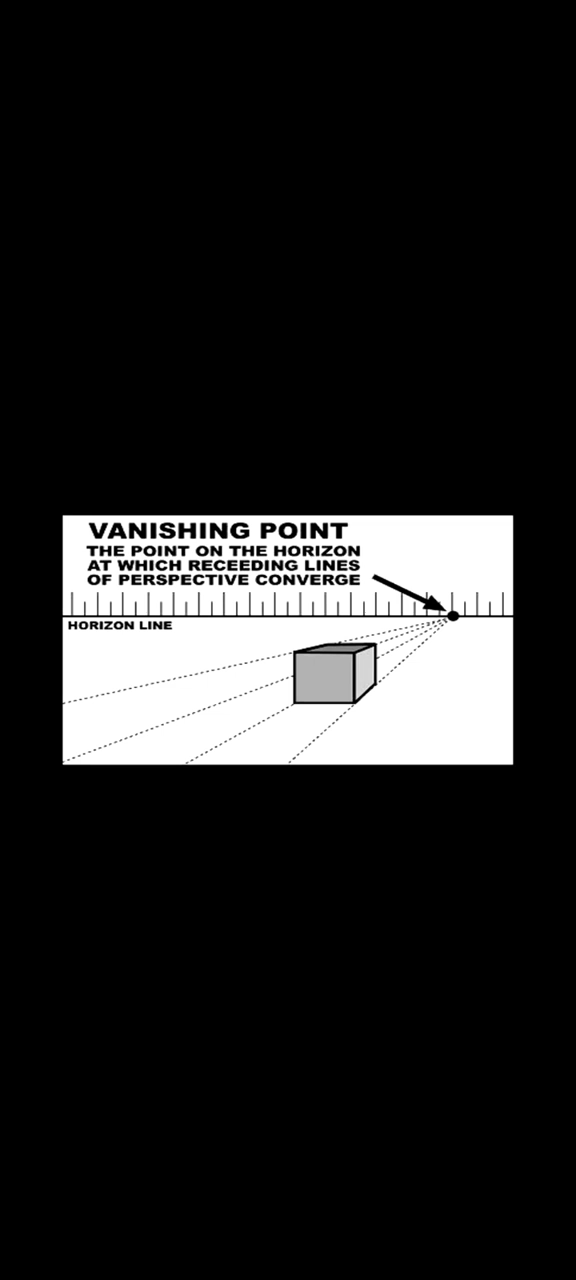 VANISHING POINT
THE POINT ON THE HORIZON
AT WHICH RECEEDING LINES
OF PERSPECTIVE CONVERGE
HORIZON LINE